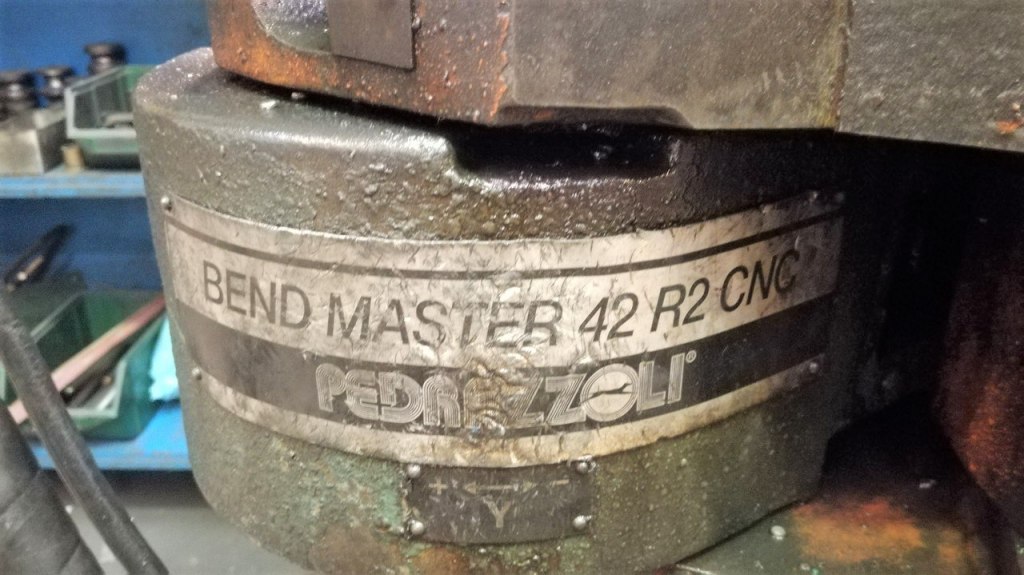 BEND MASTER 42 R2 CNC
PEDRAZZOLI®
+ ↔ -
Y